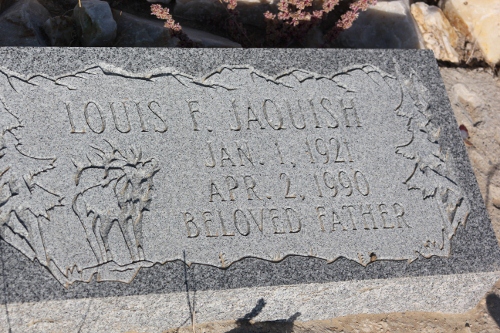 LOUIS F. JAQUISH
JAN. 1, 1921
APR. 2, 1990
BELOVED FATHER